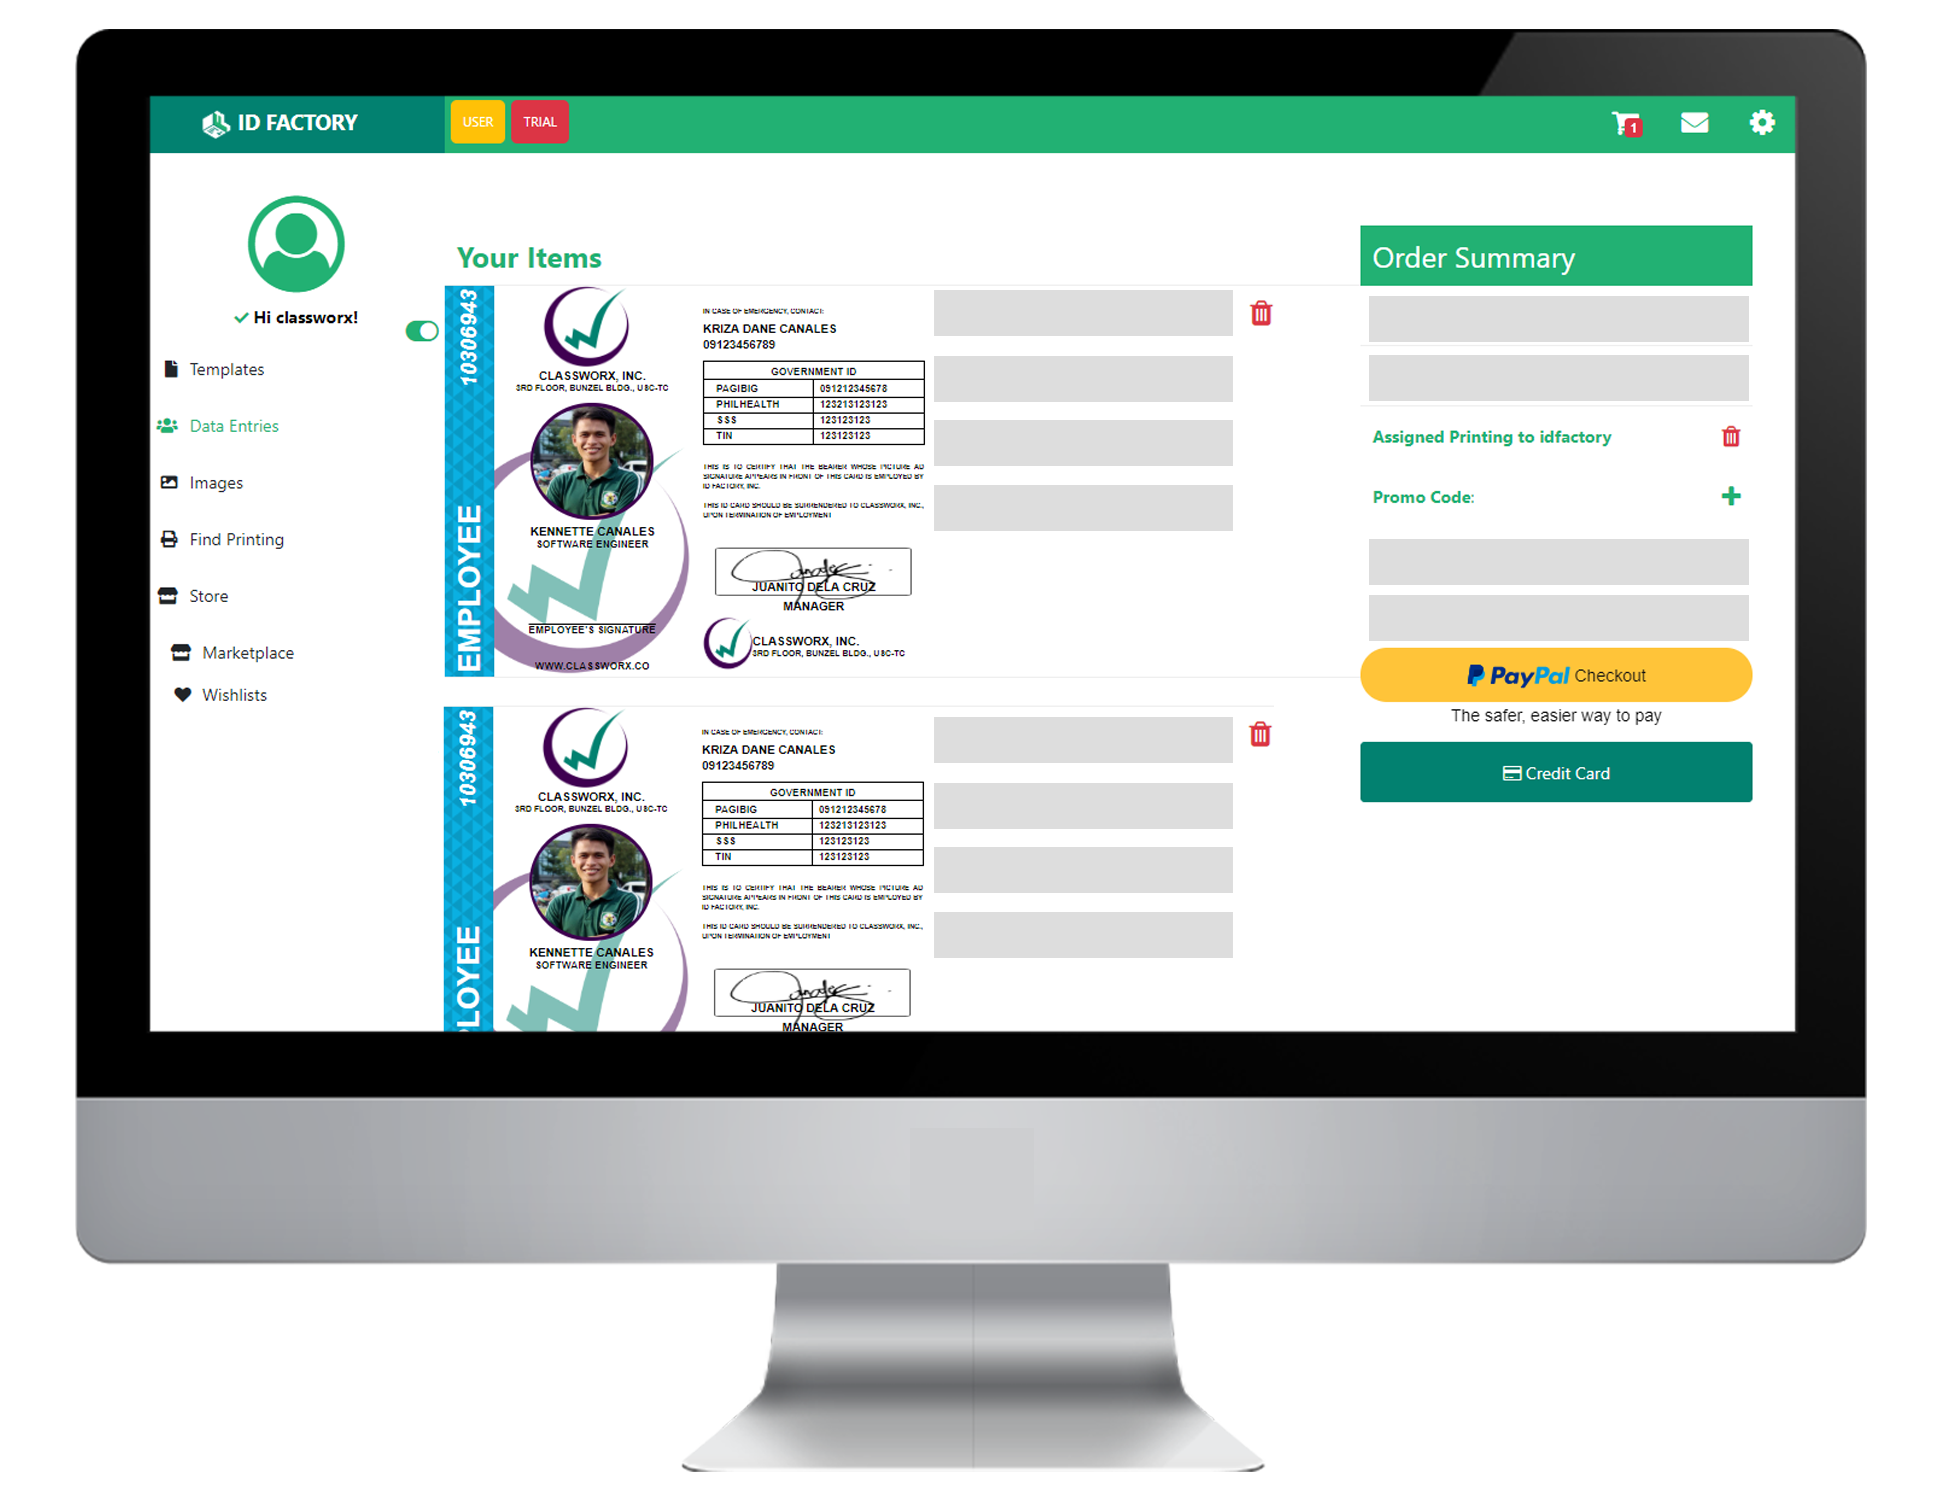 ID FACTORY
USER
TRIAL
1
Hi classworx!
Templates
Data Entries
Images
Find Printing
Store
Marketplace
Wishlists
Your Items
10306943
EMPLOYEE
CLASSWORX, INC.
3RD FLOOR, BUNZEL BLDG., USC-TC
KENNETTE CANALES
SOFTWARE ENGINEER
EMPLOYEE'S SIGNATURE
WWW.CLASSWORX.CO
IN CASE OF EMERGENCY, CONTACT:
KRIZA DANE CANALES
09123456789
GOVERNMENT ID
PAGIBIG 091212345678
PHILHEALTH 123213123123
SSS 123123123
TIN 123123123
THIS IS TO CERTIFY THAT THE BEARER WHOSE PICTURE AD
SIGNATURE APPEARS IN FRONT OF THIS CARD IS EMPLOYED BY
ID FACTORY, INC.
THIS ID CARD SHOULD BE SURRENDERED TO CLASSWORX, INC.,
UPON TERMINATION OF EMPLOYMENT
JUANITO DELA CRUZ
MANAGER
CLASSWORX, INC.
3RD FLOOR, BUNZEL BLDG., USC-TC
10306943
LOYEE
CLASSWORX, INC.
3RD FLOOR, BUNZEL BLDG., USC-TC
KENNETTE CANALES
SOFTWARE ENGINEER
IN CASE OF EMERGENCY, CONTACT:
KRIZA DANE CANALES
09123456789
GOVERNMENT ID
PAGIBIG 091212345678
PHILHEALTH 123213123123
SSS 123123123
TIN 123123123
THIS IS TO CERTIFY THAT THE BEARER WHOSE PICTURE AD
SIGNATURE APPEARS IN FRONT OF THIS CARD IS EMPLOYED BY
ID FACTORY, INC.
THIS ID CARD SHOULD BE SURRENDERED TO CLASSWORX, INC.,
UPON TERMINATION OF EMPLOYMENT
JUANITO DELA CRUZ
MANAGER
Order Summary
Assigned Printing to idfactory
Promo Code:
PayPal Checkout
The safer, easier way to pay
Credit Card